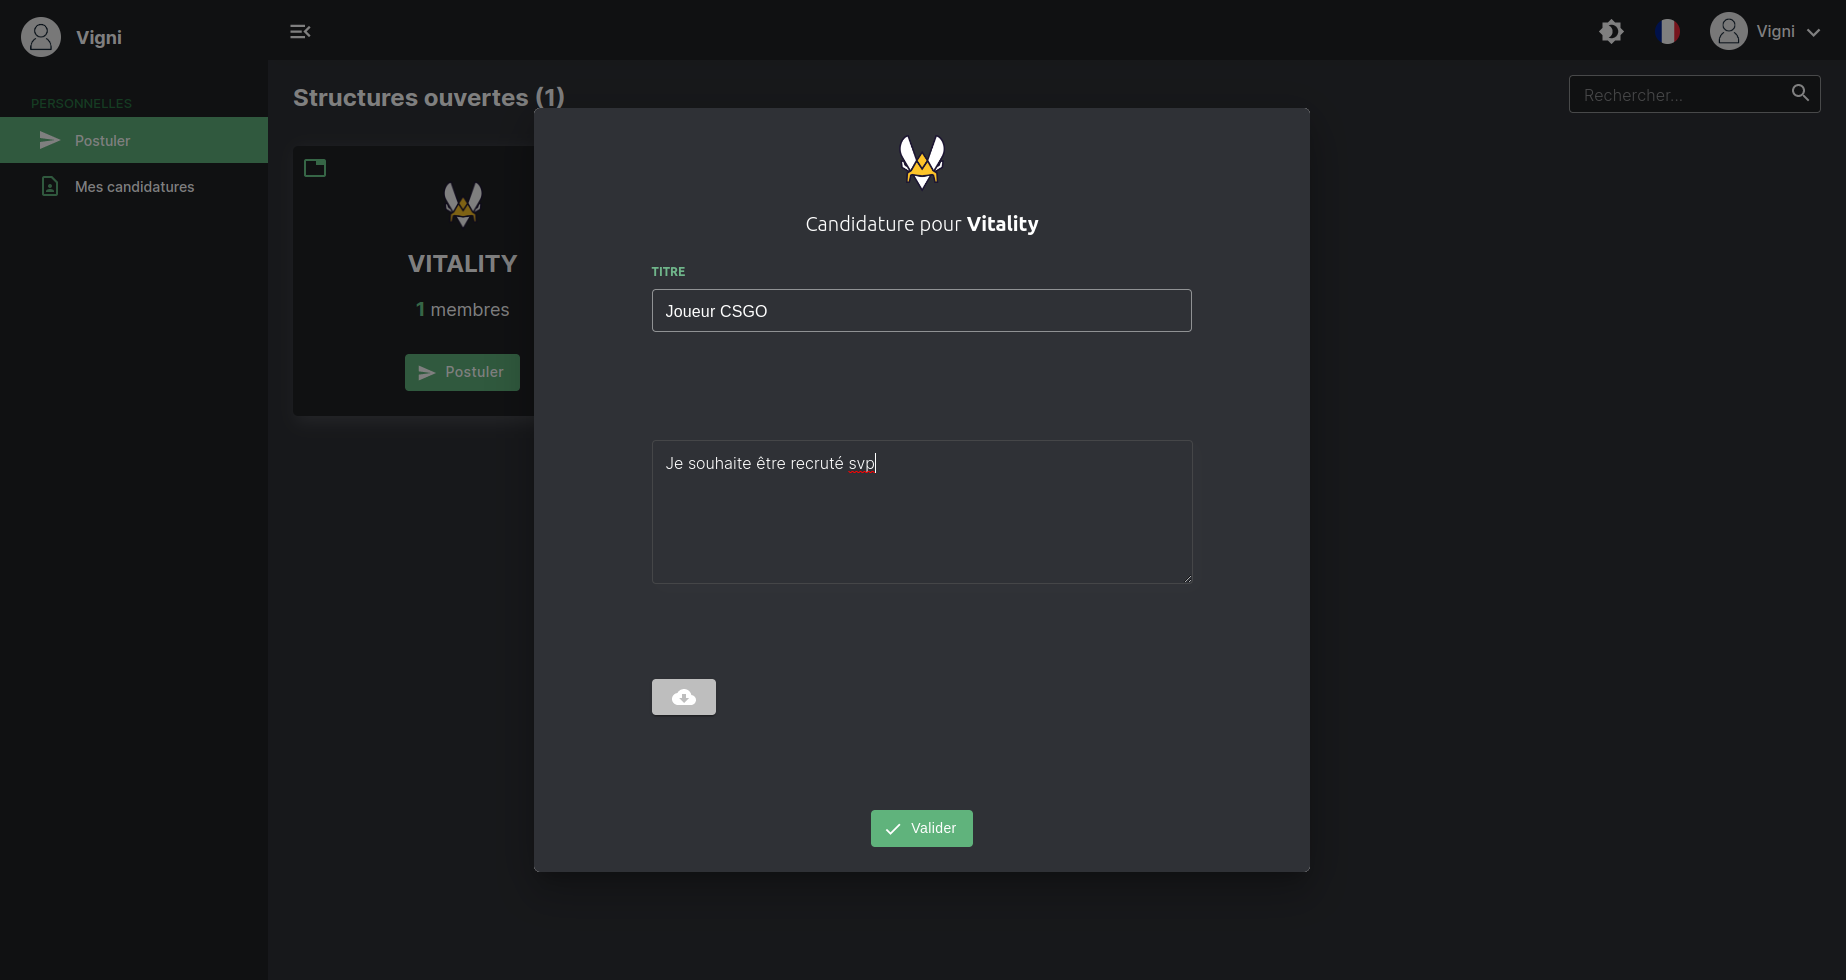 Vigni
PERSONNELLES
Postuler
Mes candidatures
Vigni
Structures ouvertes (1)
Rechercher...
VITALITY
1 membres
Postuler
Candidature pour Vitality
TITRE
Joueur CSGO
Je souhaite être recruté svp
Valider